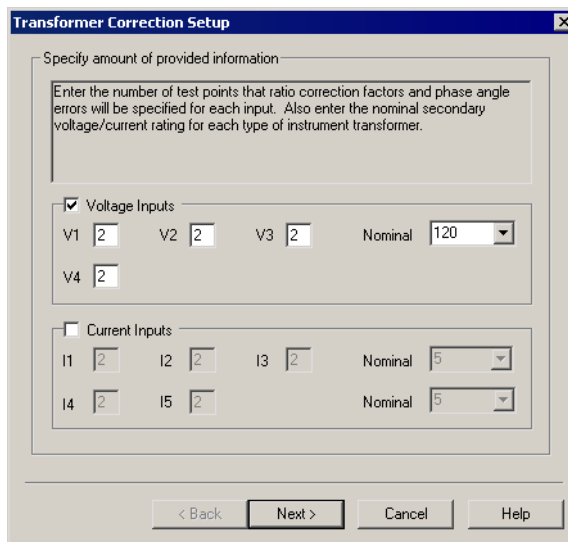 Transformer Correction Setup
Specify amount of provided information
Enter the number of test points that ratio correction factors and phase angle
errors will be specified for each input. Also enter the nominal secondary
voltage/current rating for each type of instrument transformer.
Voltage Inputs
V1 2 V2 2 V3 2 Nominal 120
V4 2
Current Inputs
I1 2 I2 2 I3 2 Nominal 5
I4 2 I5 2 Nominal 5
< Back Next > Cancel Help